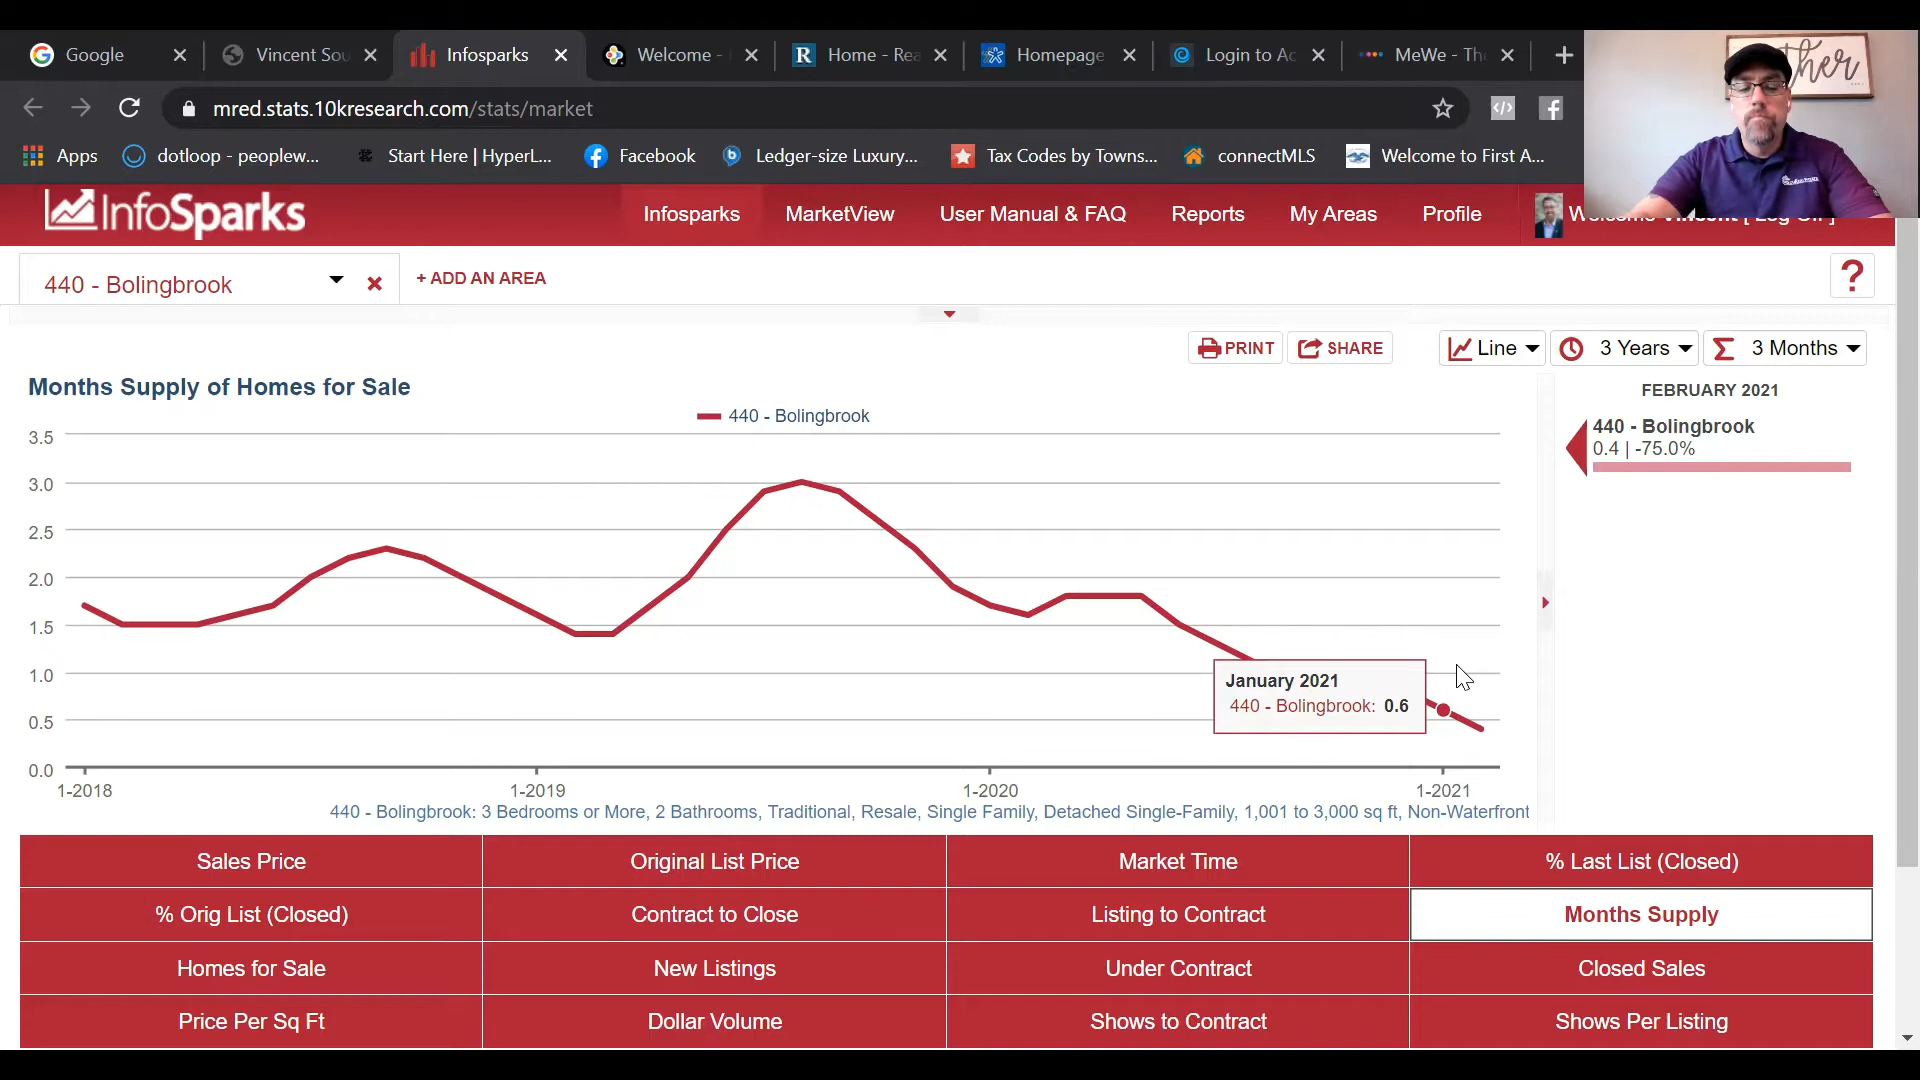 Google
Vincent Sou
Infosparks
Welcome -
R
Home - Rea
Homepage
Login to Ac
MeWe - Th
ther
mred.stats.10kresearch.com/stats/market
Apps
dotloop - peoplew...
Start Here | HyperL...
Facebook
Ledger-size Luxury...
Tax Codes by Towns...
connectMLS
Welcome to First A...
InfoSparks
Infosparks
MarketView
User Manual & FAQ
Reports
My Areas
Profile
440 - Bolingbrook
+ ADD AN AREA
?
PRINT
SHARE
Line
3 Years
3 Months
Months Supply of Homes for Sale
440 - Bolingbrook
FEBRUARY 2021
440 - Bolingbrook
0.4 | -75.0%
3.5
3.0
2.5
2.0
1.5
1.0
0.5
0.0
January 2021
440 - Bolingbrook: 0.6
1-2018
1-2019
1-2020
1-2021
440 - Bolingbrook: 3 Bedrooms or More, 2 Bathrooms, Traditional, Resale, Single Family, Detached Single-Family, 1,001 to 3,000 sq ft, Non-Waterfront
Sales Price
Original List Price
Market Time
% Last List (Closed)
% Orig List (Closed)
Contract to Close
Listing to Contract
Months Supply
Homes for Sale
New Listings
Under Contract
Closed Sales
Price Per Sq Ft
Dollar Volume
Shows to Contract
Shows Per Listing